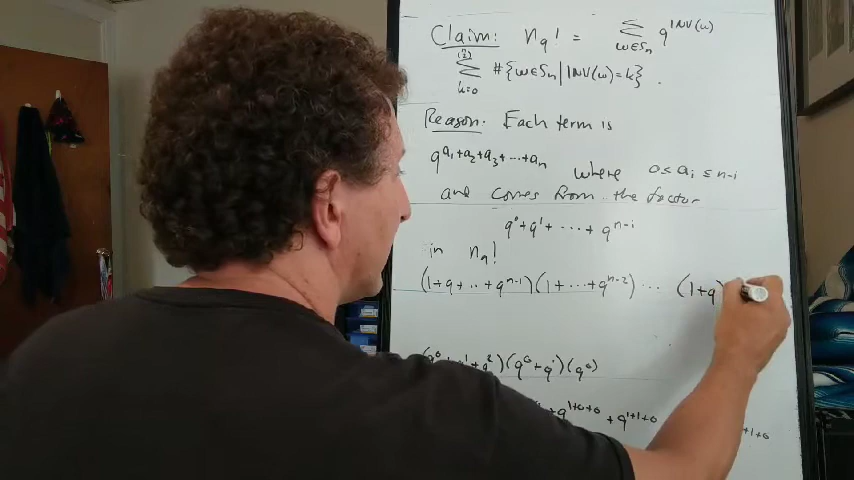 Claim: n_q! = Σ_{w∈S_n} q^{INV(w)}
Σ_{k=0}^{(n choose 2)} #{w∈S_n | INV(w)=k} .
Reason. Each term is
q^{a_1+a_2+a_3+⋯+a_n} where 0≤a_i≤n-i
and comes from the factor
q^0+q^1+⋯+q^{n-i}
in n_q!
(1+q+..+q^{n-1})(1+⋯+q^{n-2})⋯(1+q)
+q^2)(q^0+q^1)(q^0)
+q^{1+0+0}+q^{1+1+0}
+1+0